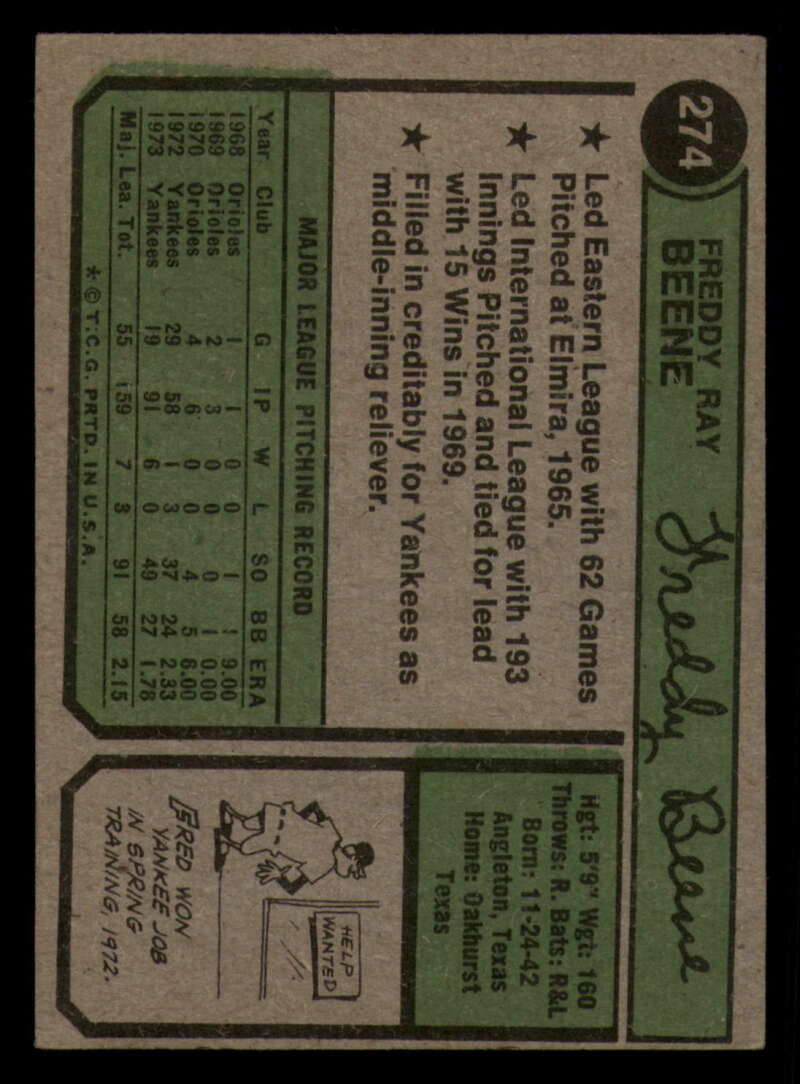 274
FREDDY RAY
BEENE
Freddy Beene
★ Led Eastern League with 62 Games
Pitched at Elmira, 1965.
★ Led International League with 193
Innings Pitched and tied for lead
with 15 Wins in 1969.
★ Filled in creditably for Yankees as
middle-inning reliever.
MAJOR LEAGUE PITCHING RECORD
Year Club G IP W L SO BB ERA
1968 Orioles 1 1 0 0 1 1 9.00
1969 Orioles 2 3 0 0 0 1 0.00
1970 Orioles 4 6 0 0 4 5 6.00
1972 Yankees 29 58 1 3 37 24 2.33
1973 Yankees 19 91 6 0 49 27 1.78
Maj. Lea. Tot. 55 159 7 3 91 58 2.15
* © T.C.G. PRTD. IN U.S.A.
Hgt: 5'9" Wgt: 160
Throws: R. Bats: R&L
Born: 11-24-42
Angleton, Texas
Home: Oakhurst
Texas
HELP
WANTED
FRED WON
YANKEE JOB
IN SPRING
TRAINING, 1972.